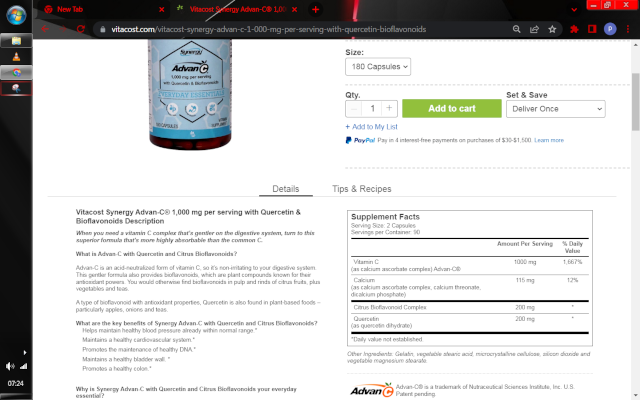 New Tab
Vitacost Synergy Advan-C® 1,00
vitacost.com/vitacost-synergy-advan-c-1-000-mg-per-serving-with-quercetin-bioflavonoids
P
Synergy
Advan-C
1,000 mg per serving
with Quercetin & Bioflavonoids
EVERYDAY ESSENTIALS
180 CAPSULES
Size:
180 Capsules
Qty.
Set & Save
- 1 +
Add to cart
Deliver Once
+ Add to My List
PayPal Pay in 4 interest-free payments on purchases of $30-$1,500. Learn more
Details
Tips & Recipes
Vitacost Synergy Advan-C® 1,000 mg per serving with Quercetin &
Bioflavonoids Description
When you need a vitamin C complex that's gentler on the digestive system, turn to this
superior formula that's more highly absorbable than the common C.
What is Advan-C with Quercetin and Citrus Bioflavonoids?
Advan-C is an acid-neutralized form of vitamin C, so it's non-irritating to your digestive system.
This gentler formula also provides bioflavonoids, which are plant compounds known for their
antioxidant powers. You would otherwise find bioflavonoids in pulp and rinds of citrus fruits, plus
vegetables and teas.
A type of bioflavonoid with antioxidant properties, Quercetin is also found in plant-based foods –
particularly apples, onions and teas.
What are the key benefits of Synergy Advan-C with Quercetin and Citrus Bioflavonoids?
Helps maintain healthy blood pressure already within normal range.*
Maintains a healthy cardiovascular system.*
Promotes the maintenance of healthy DNA.*
Maintains a healthy bladder wall. *
Promotes a healthy colon.*
Why is Synergy Advan-C with Quercetin and Citrus Bioflavonoids your everyday
essential?
Supplement Facts
Serving Size: 2 Capsules
Servings per Container: 90
Amount Per Serving % Daily
Value
Vitamin C 1000 mg 1,667%
(as calcium ascorbate complex) Advan-C®
Calcium 115 mg 12%
(as calcium ascorbate complex, calcium threonate,
dicalcium phosphate)
Citrus Bioflavonoid Complex 200 mg *
Quercetin 200 mg *
(as quercetin dihydrate)
*Daily value not established.
Other Ingredients: Gelatin, vegetable stearic acid, microcrystalline cellulose, silicon dioxide and
vegetable magnesium stearate.
Advan-C
Advan-C® is a trademark of Nutraceutical Sciences Institute, Inc. U.S.
Patent pending.
07:24